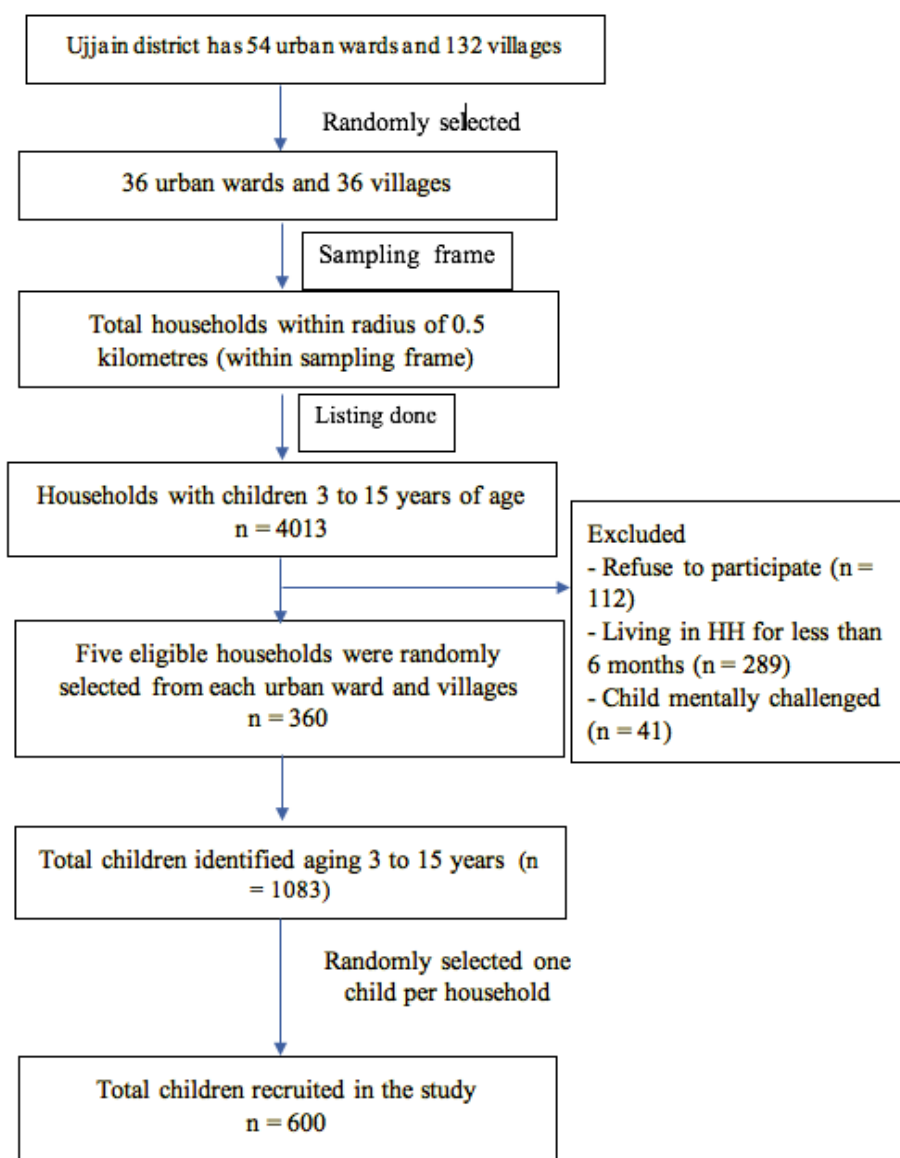 Ujjain district has 54 urban wards and 132 villages
Randomly selected
36 urban wards and 36 villages
Sampling frame
Total households within radius of 0.5
kilometres (within sampling frame)
Listing done
Households with children 3 to 15 years of age
n = 4013
Excluded
- Refuse to participate (n =
112)
- Living in HH for less than
6 months (n = 289)
- Child mentally challenged
(n = 41)
Five eligible households were randomly
selected from each urban ward and villages
n = 360
Total children identified aging 3 to 15 years (n
= 1083)
Randomly selected one
child per household
Total children recruited in the study
n = 600